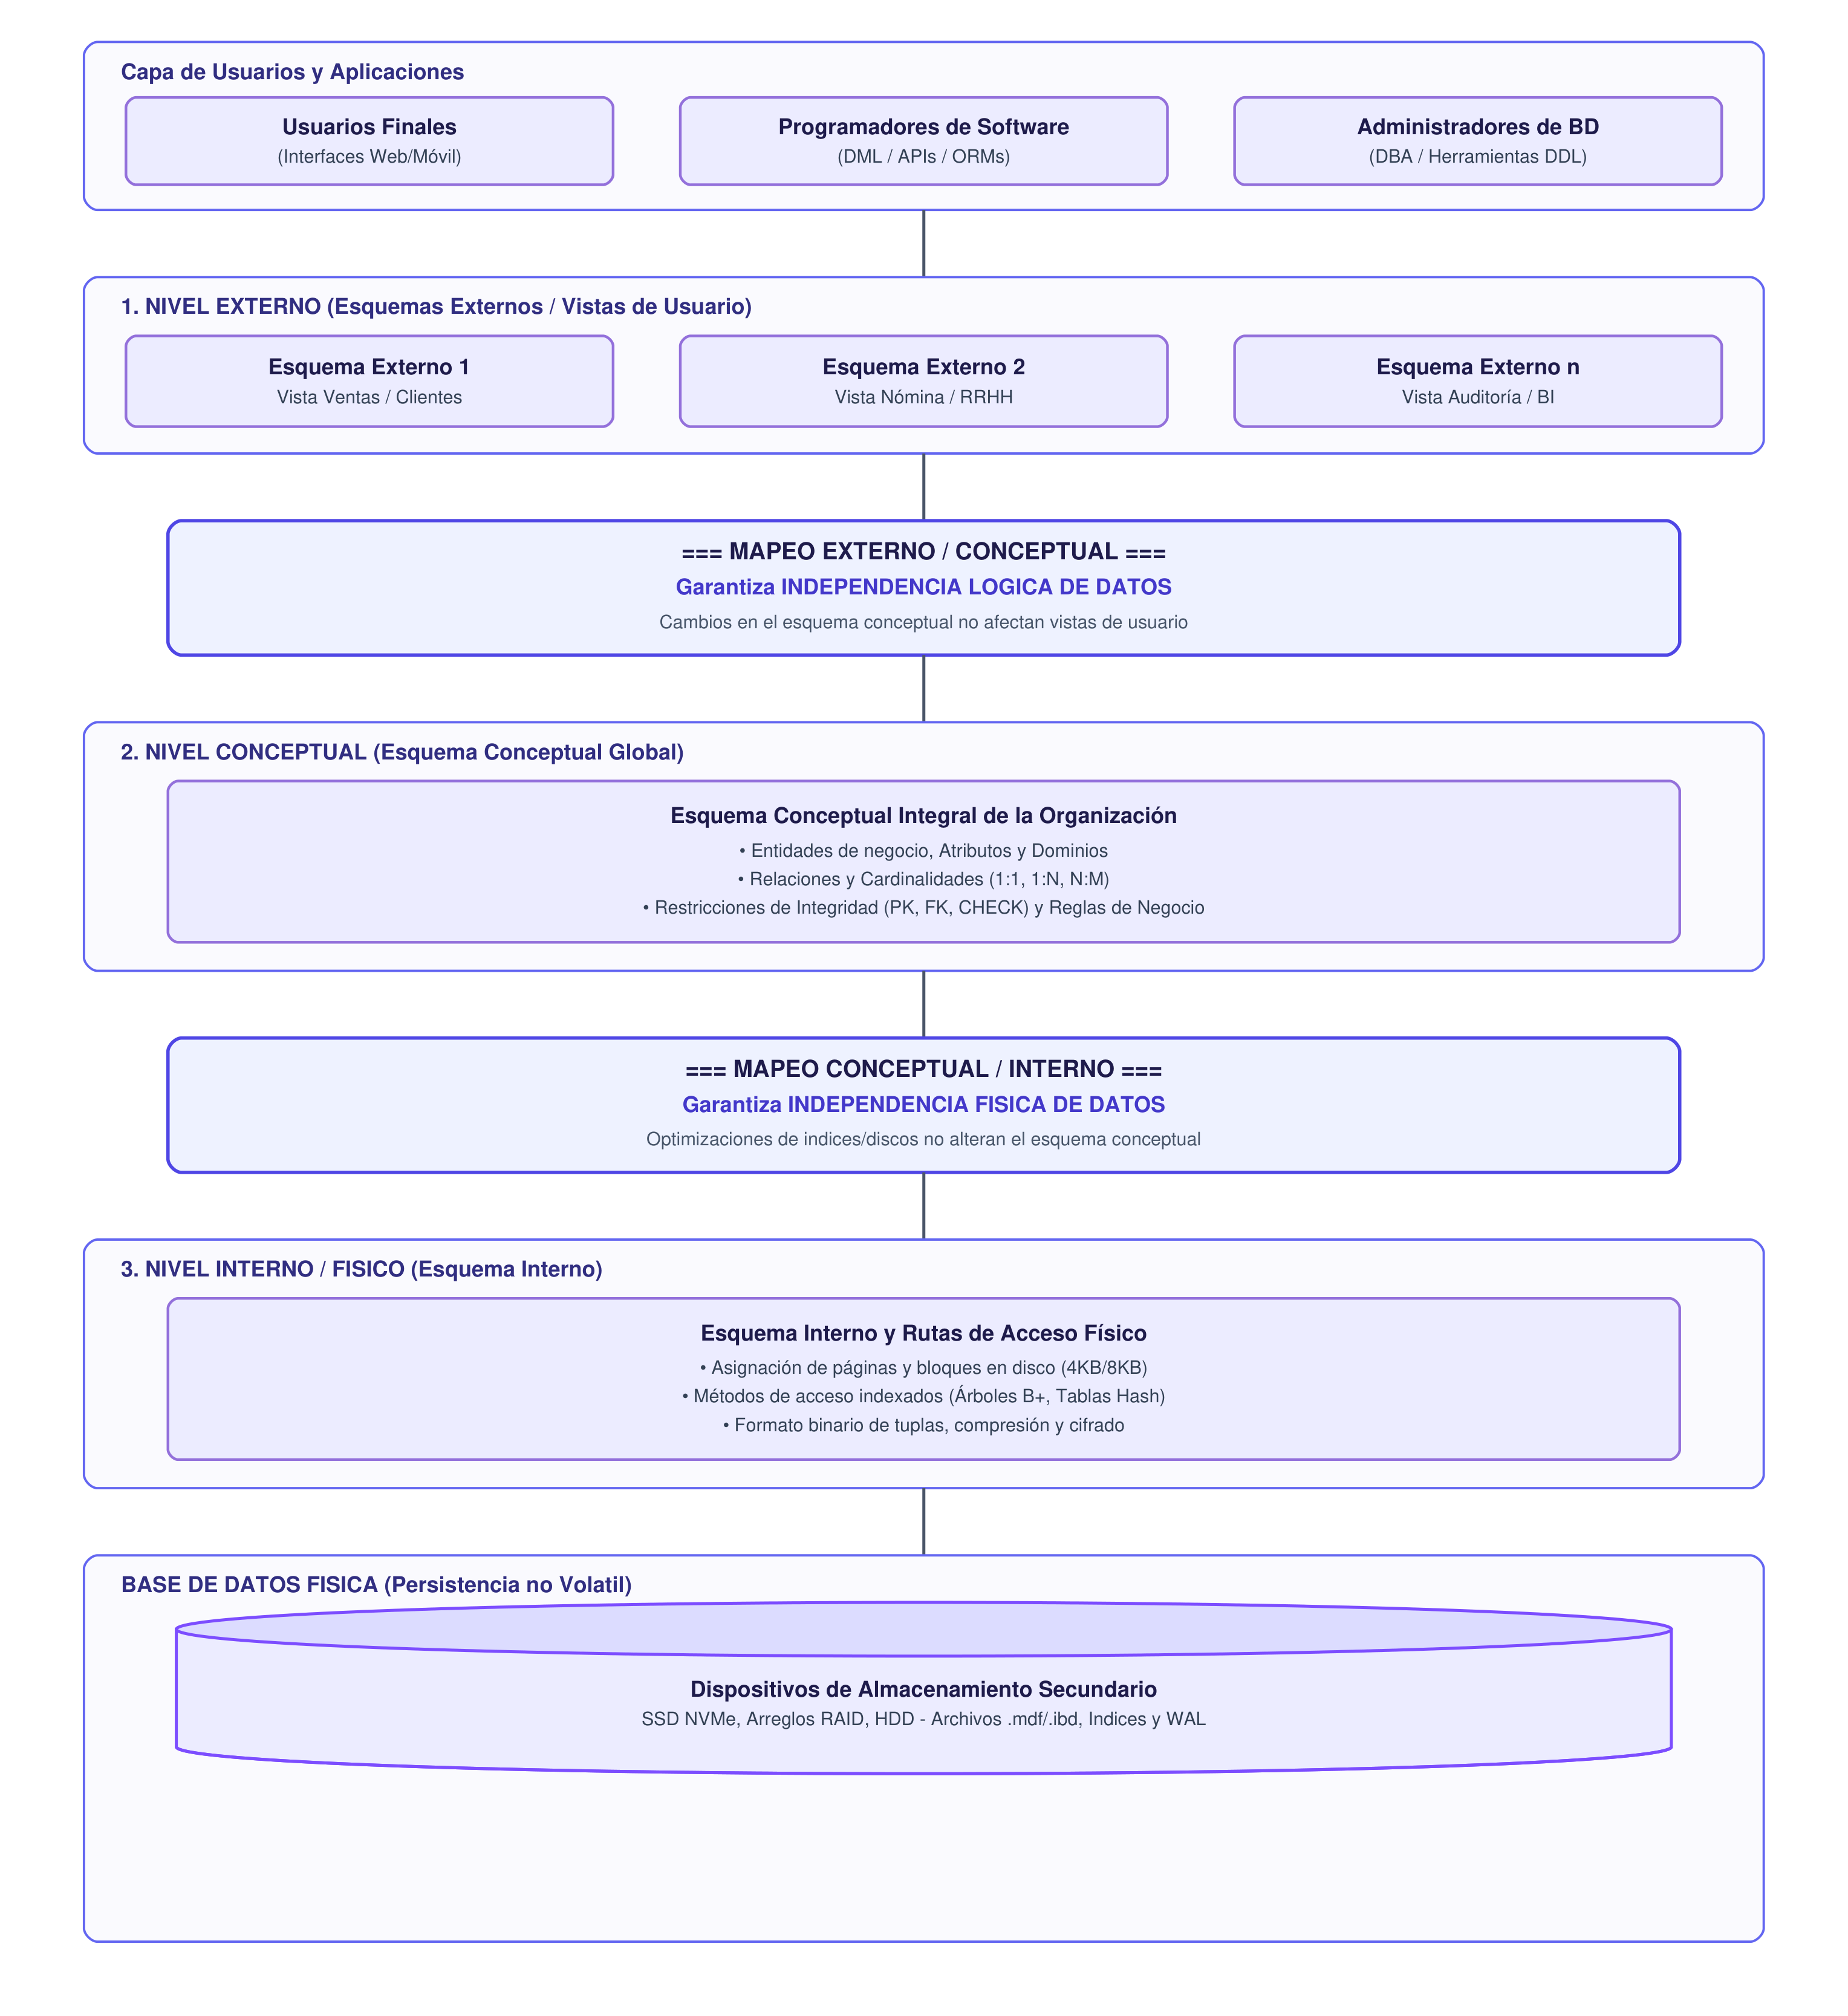 Capa de Usuarios y Aplicaciones
Usuarios Finales
(Interfaces Web/Móvil)
Programadores de Software
(DML / APIs / ORMs)
Administradores de BD
(DBA / Herramientas DDL)
1. NIVEL EXTERNO (Esquemas Externos / Vistas de Usuario)
Esquema Externo 1
Vista Ventas / Clientes
Esquema Externo 2
Vista Nómina / RRHH
Esquema Externo n
Vista Auditoría / BI
=== MAPEO EXTERNO / CONCEPTUAL ===
Garantiza INDEPENDENCIA LOGICA DE DATOS
Cambios en el esquema conceptual no afectan vistas de usuario
2. NIVEL CONCEPTUAL (Esquema Conceptual Global)
Esquema Conceptual Integral de la Organización
• Entidades de negocio, Atributos y Dominios
• Relaciones y Cardinalidades (1:1, 1:N, N:M)
• Restricciones de Integridad (PK, FK, CHECK) y Reglas de Negocio
=== MAPEO CONCEPTUAL / INTERNO ===
Garantiza INDEPENDENCIA FISICA DE DATOS
Optimizaciones de indices/discos no alteran el esquema conceptual
3. NIVEL INTERNO / FISICO (Esquema Interno)
Esquema Interno y Rutas de Acceso Físico
• Asignación de páginas y bloques en disco (4KB/8KB)
• Métodos de acceso indexados (Árboles B+, Tablas Hash)
• Formato binario de tuplas, compresión y cifrado
BASE DE DATOS FISICA (Persistencia no Volatil)
Dispositivos de Almacenamiento Secundario
SSD NVMe, Arreglos RAID, HDD - Archivos .mdf/.ibd, Indices y WAL